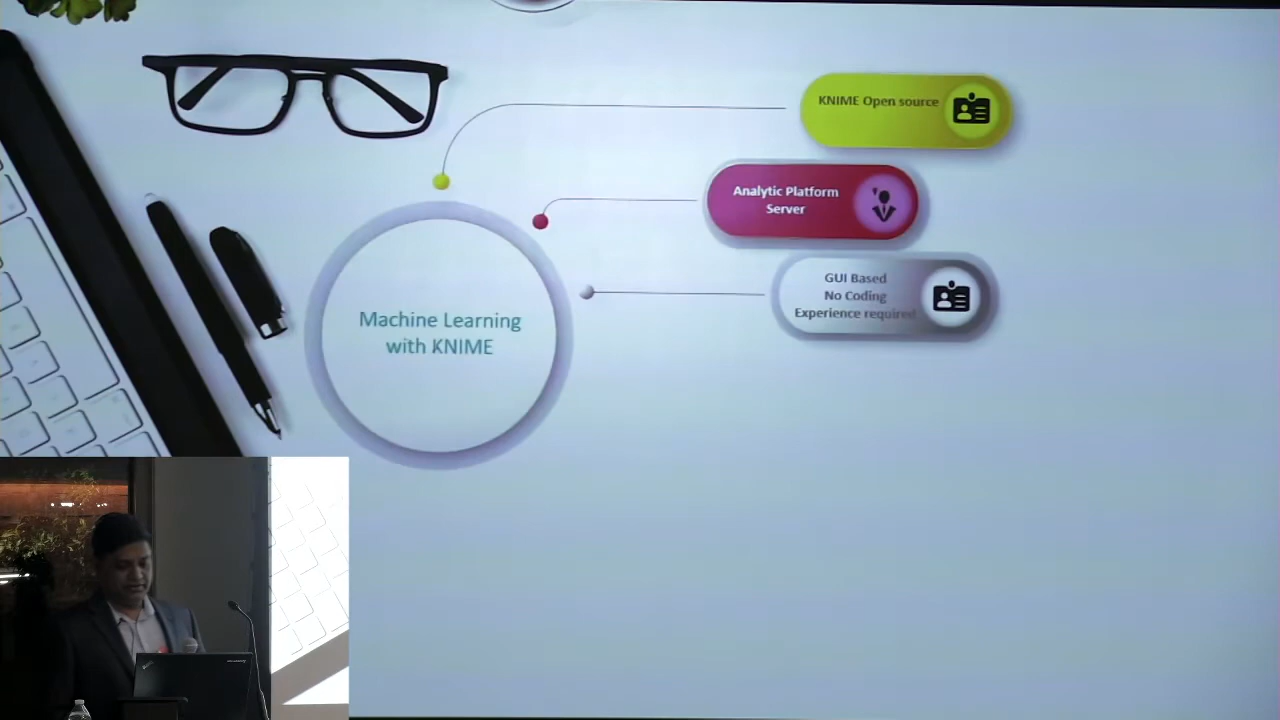 KNIME Open source
Analytic Platform
Server
GUI Based
No Coding
Experience required
Machine Learning
with KNIME